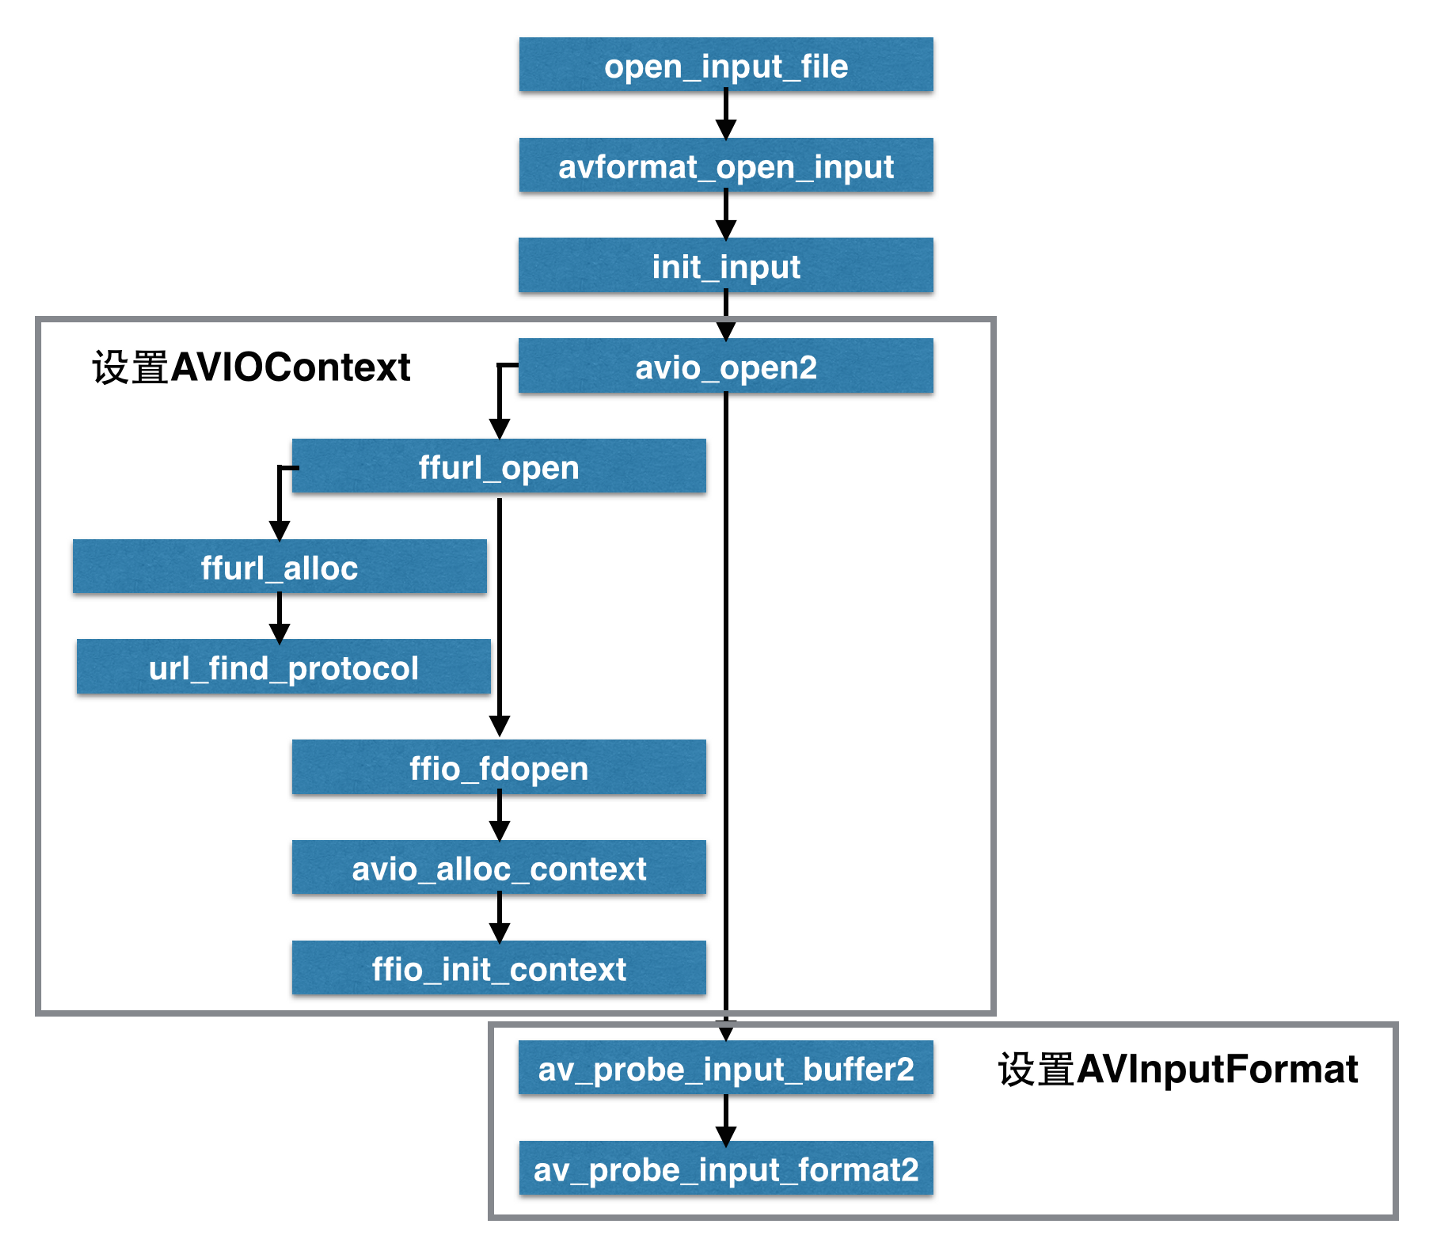 open_input_file
avformat_open_input
init_input
设置AVIOContext
avio_open2
ffurl_open
ffurl_alloc
url_find_protocol
ffio_fdopen
avio_alloc_context
ffio_init_context
av_probe_input_buffer2
设置AVInputFormat
av_probe_input_format2